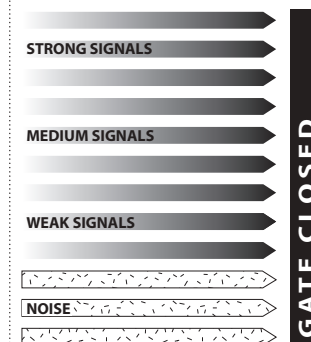 STRONG SIGNALS
MEDIUM SIGNALS
WEAK SIGNALS
NOISE
GATE CLOSED